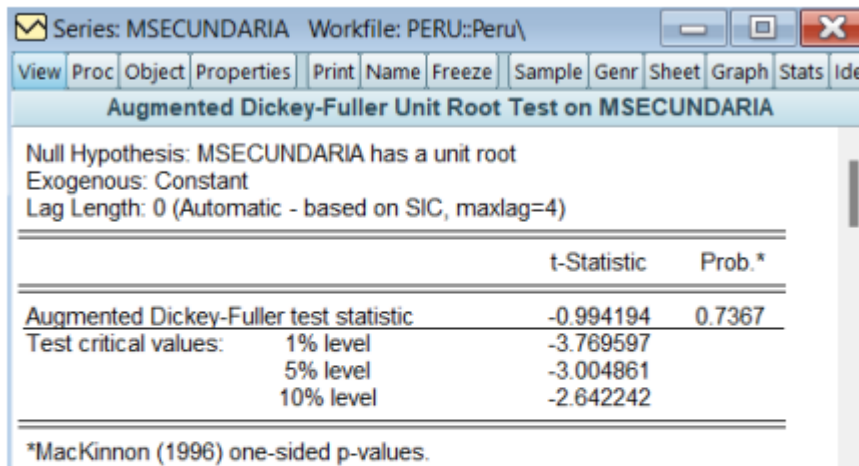 Series: MSECUNDARIA Workfile: PERU::Peru\
View Proc Object Properties Print Name Freeze Sample Genr Sheet Graph Stats Ide
Augmented Dickey-Fuller Unit Root Test on MSECUNDARIA
Null Hypothesis: MSECUNDARIA has a unit root
Exogenous: Constant
Lag Length: 0 (Automatic - based on SIC, maxlag=4)
t-Statistic Prob.*
Augmented Dickey-Fuller test statistic -0.994194 0.7367
Test critical values: 1% level -3.769597
5% level -3.004861
10% level -2.642242
*MacKinnon (1996) one-sided p-values.